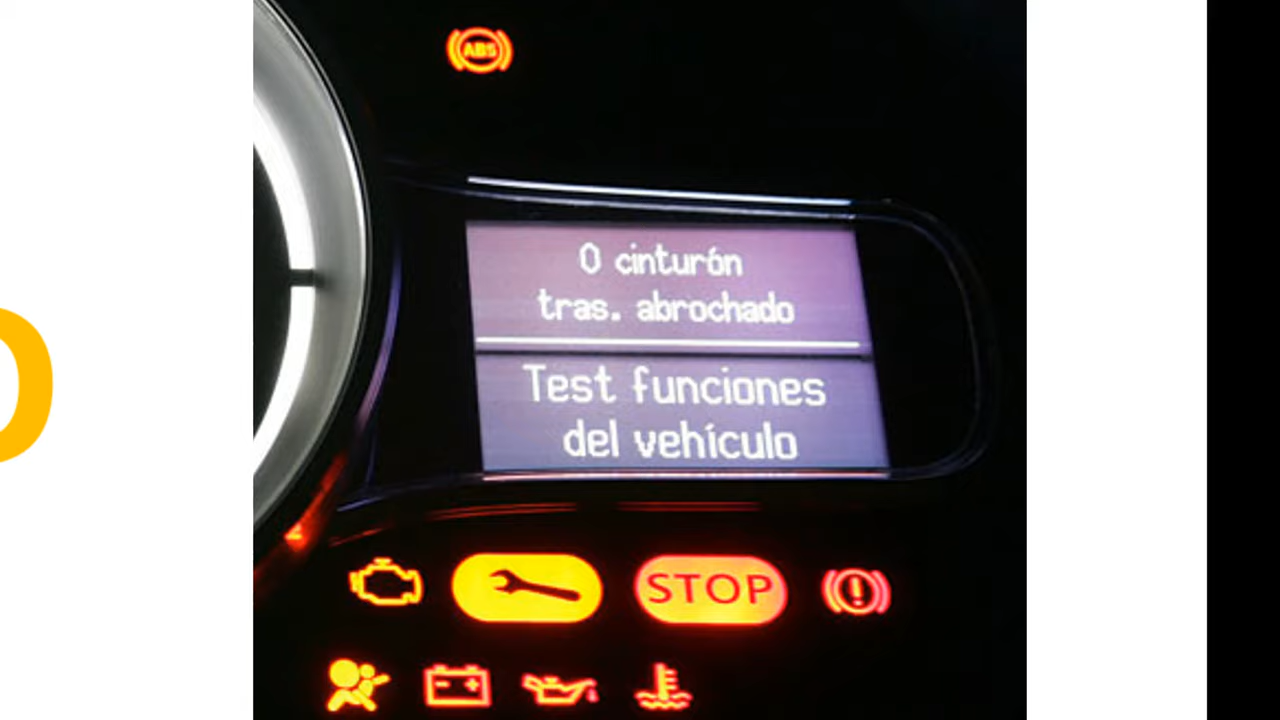 ABS
0 cinturón
tras. abrochado
Test funciones
del vehículo
STOP